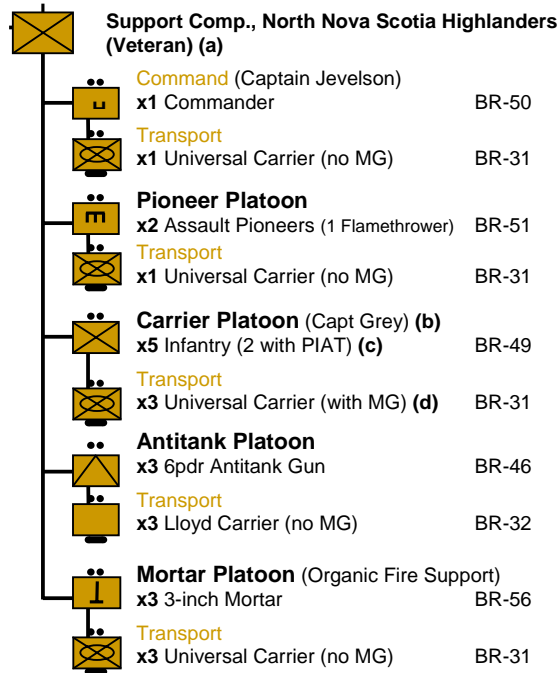 Support Comp., North Nova Scotia Highlanders
(Veteran) (a)
Command (Captain Jevelson)
x1 Commander BR-50
Transport
x1 Universal Carrier (no MG) BR-31
Pioneer Platoon
x2 Assault Pioneers (1 Flamethrower) BR-51
Transport
x1 Universal Carrier (no MG) BR-31
Carrier Platoon (Capt Grey) (b)
x5 Infantry (2 with PIAT) (c) BR-49
Transport
x3 Universal Carrier (with MG) (d) BR-31
Antitank Platoon
x3 6pdr Antitank Gun BR-46
Transport
x3 Lloyd Carrier (no MG) BR-32
Mortar Platoon (Organic Fire Support)
x3 3-inch Mortar BR-56
Transport
x3 Universal Carrier (no MG) BR-31